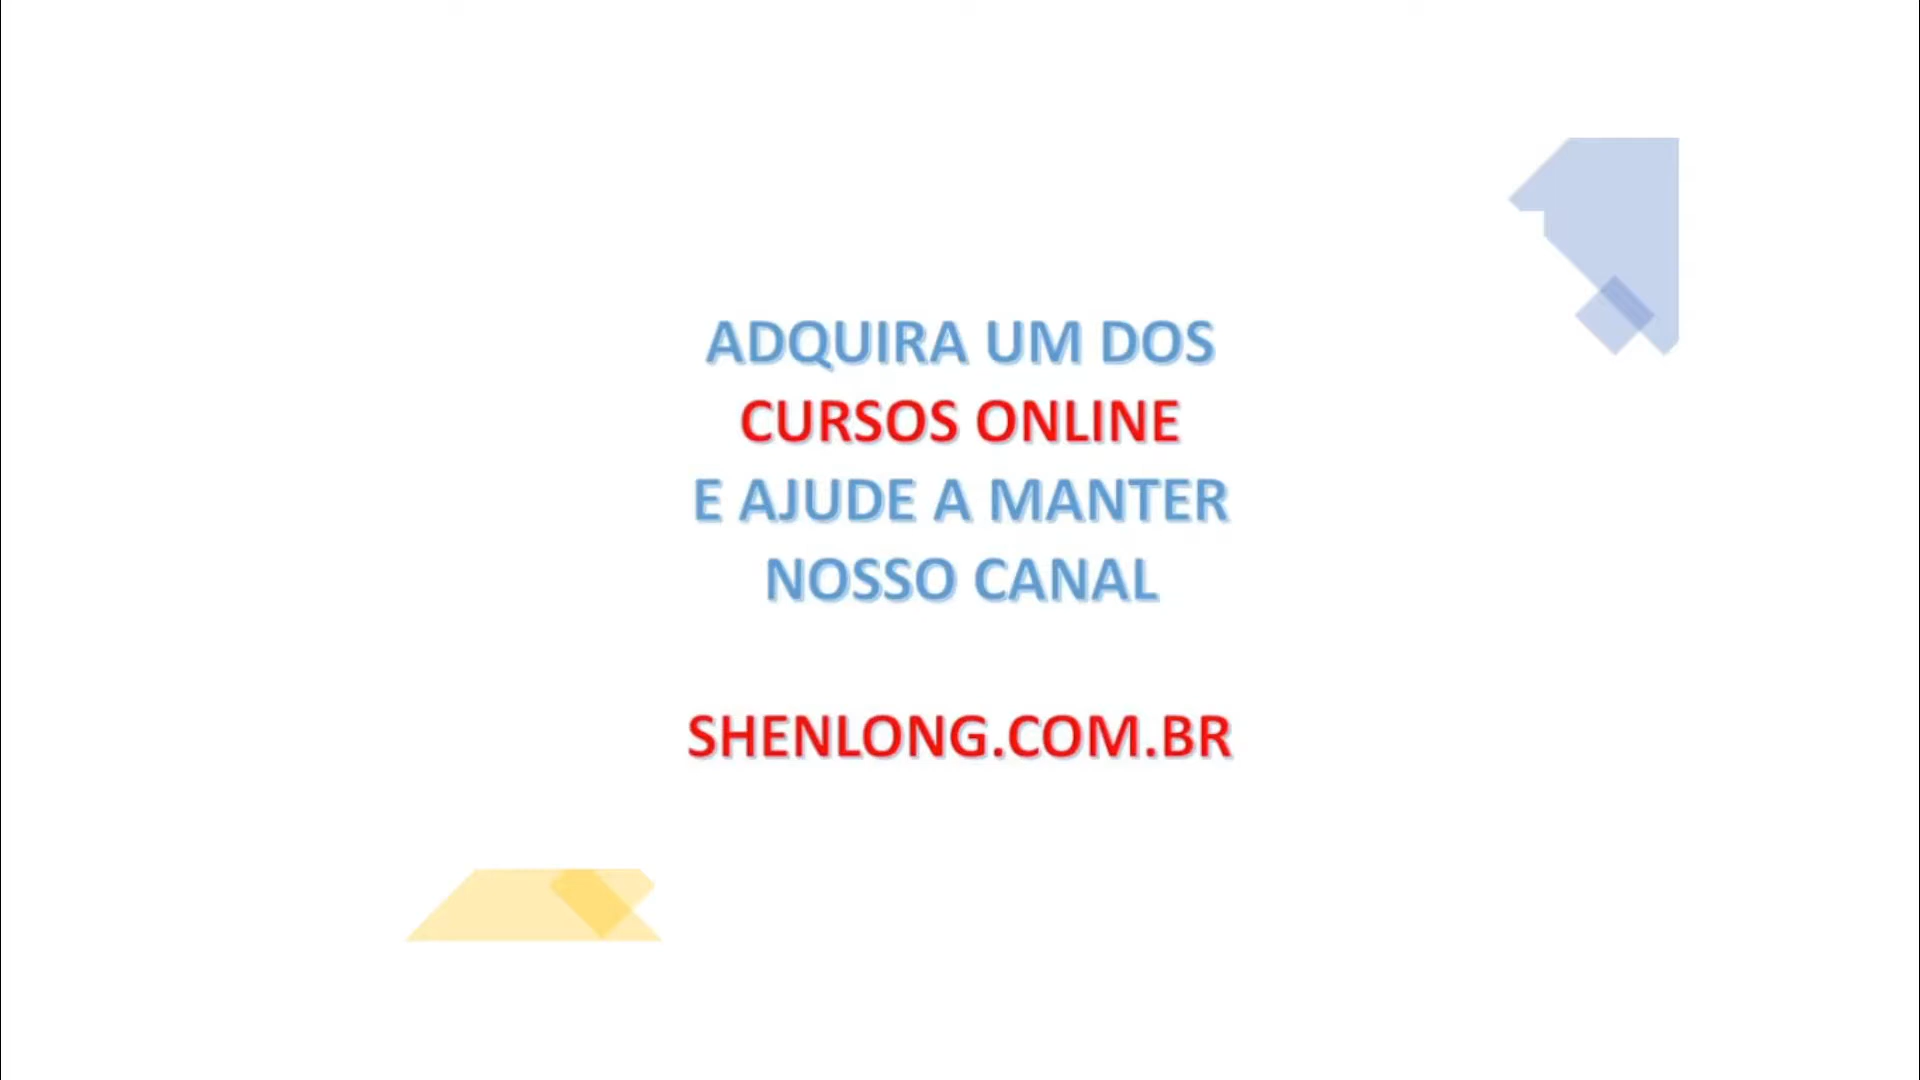 ADQUIRA UM DOS
CURSOS ONLINE
E AJUDE A MANTER
NOSSO CANAL
SHENLONG.COM.BR